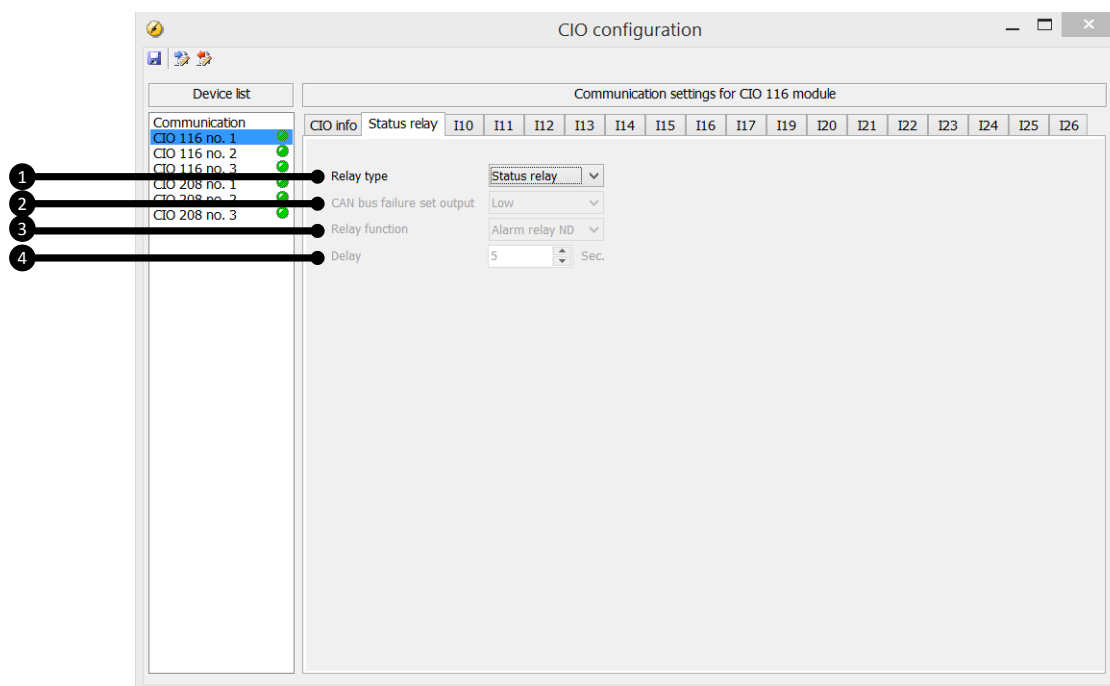 CIO configuration
Device list
Communication settings for CIO 116 module
Communication
CIO 116 no. 1
CIO 116 no. 2
CIO 116 no. 3
CIO 208 no. 1
CIO 208 no. 2
CIO 208 no. 3
CIO info Status relay I10 I11 I12 I13 I14 I15 I16 I17 I19 I20 I21 I22 I23 I24 I25 I26
1 Relay type Status relay
2 CAN bus failure set output Low
3 Relay function Alarm relay ND
4 Delay 5 Sec.